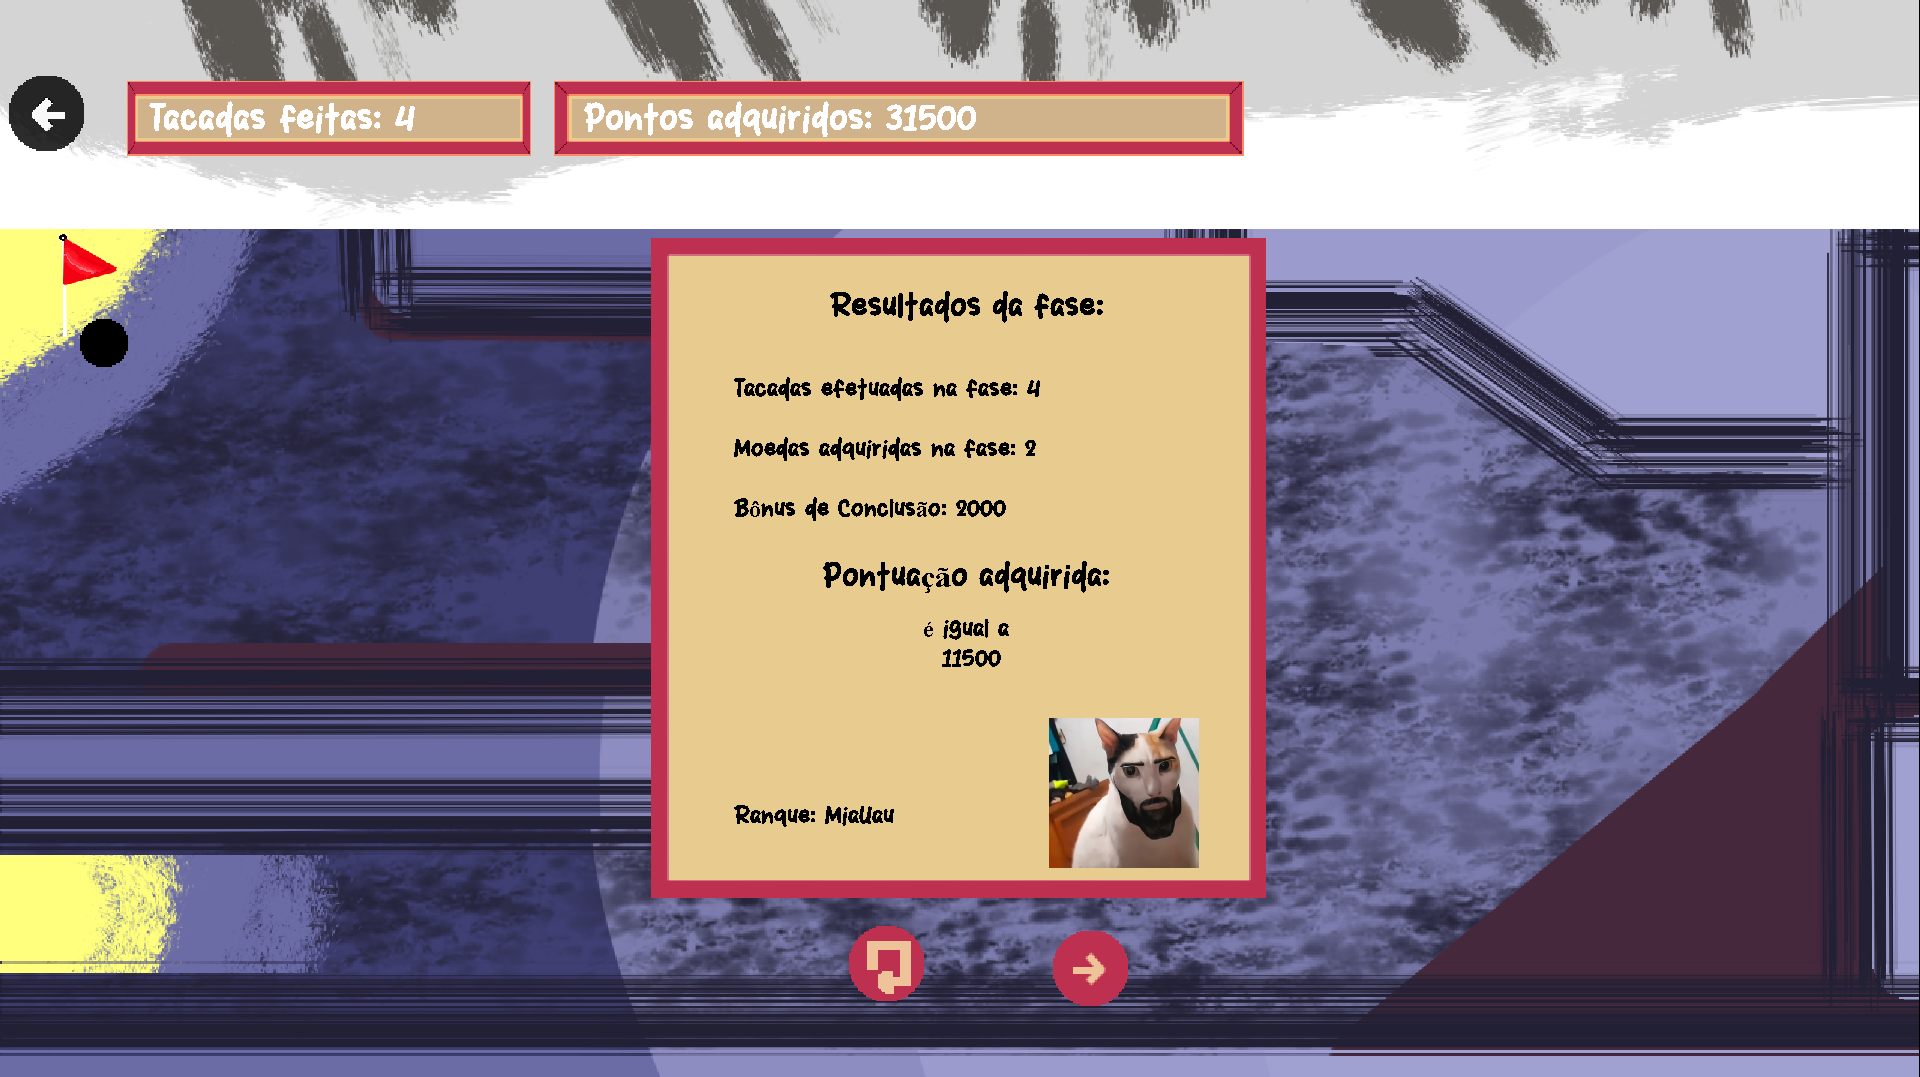 Tacadas feitas: 4
Pontos adquiridos: 31500
Resultados da fase:
Tacadas efetuadas na fase: 4
Moedas adquiridas na fase: 2
Bônus de Conclusão: 2000
Pontuação adquirida:
é igual a
11500
Ranque: Miauau